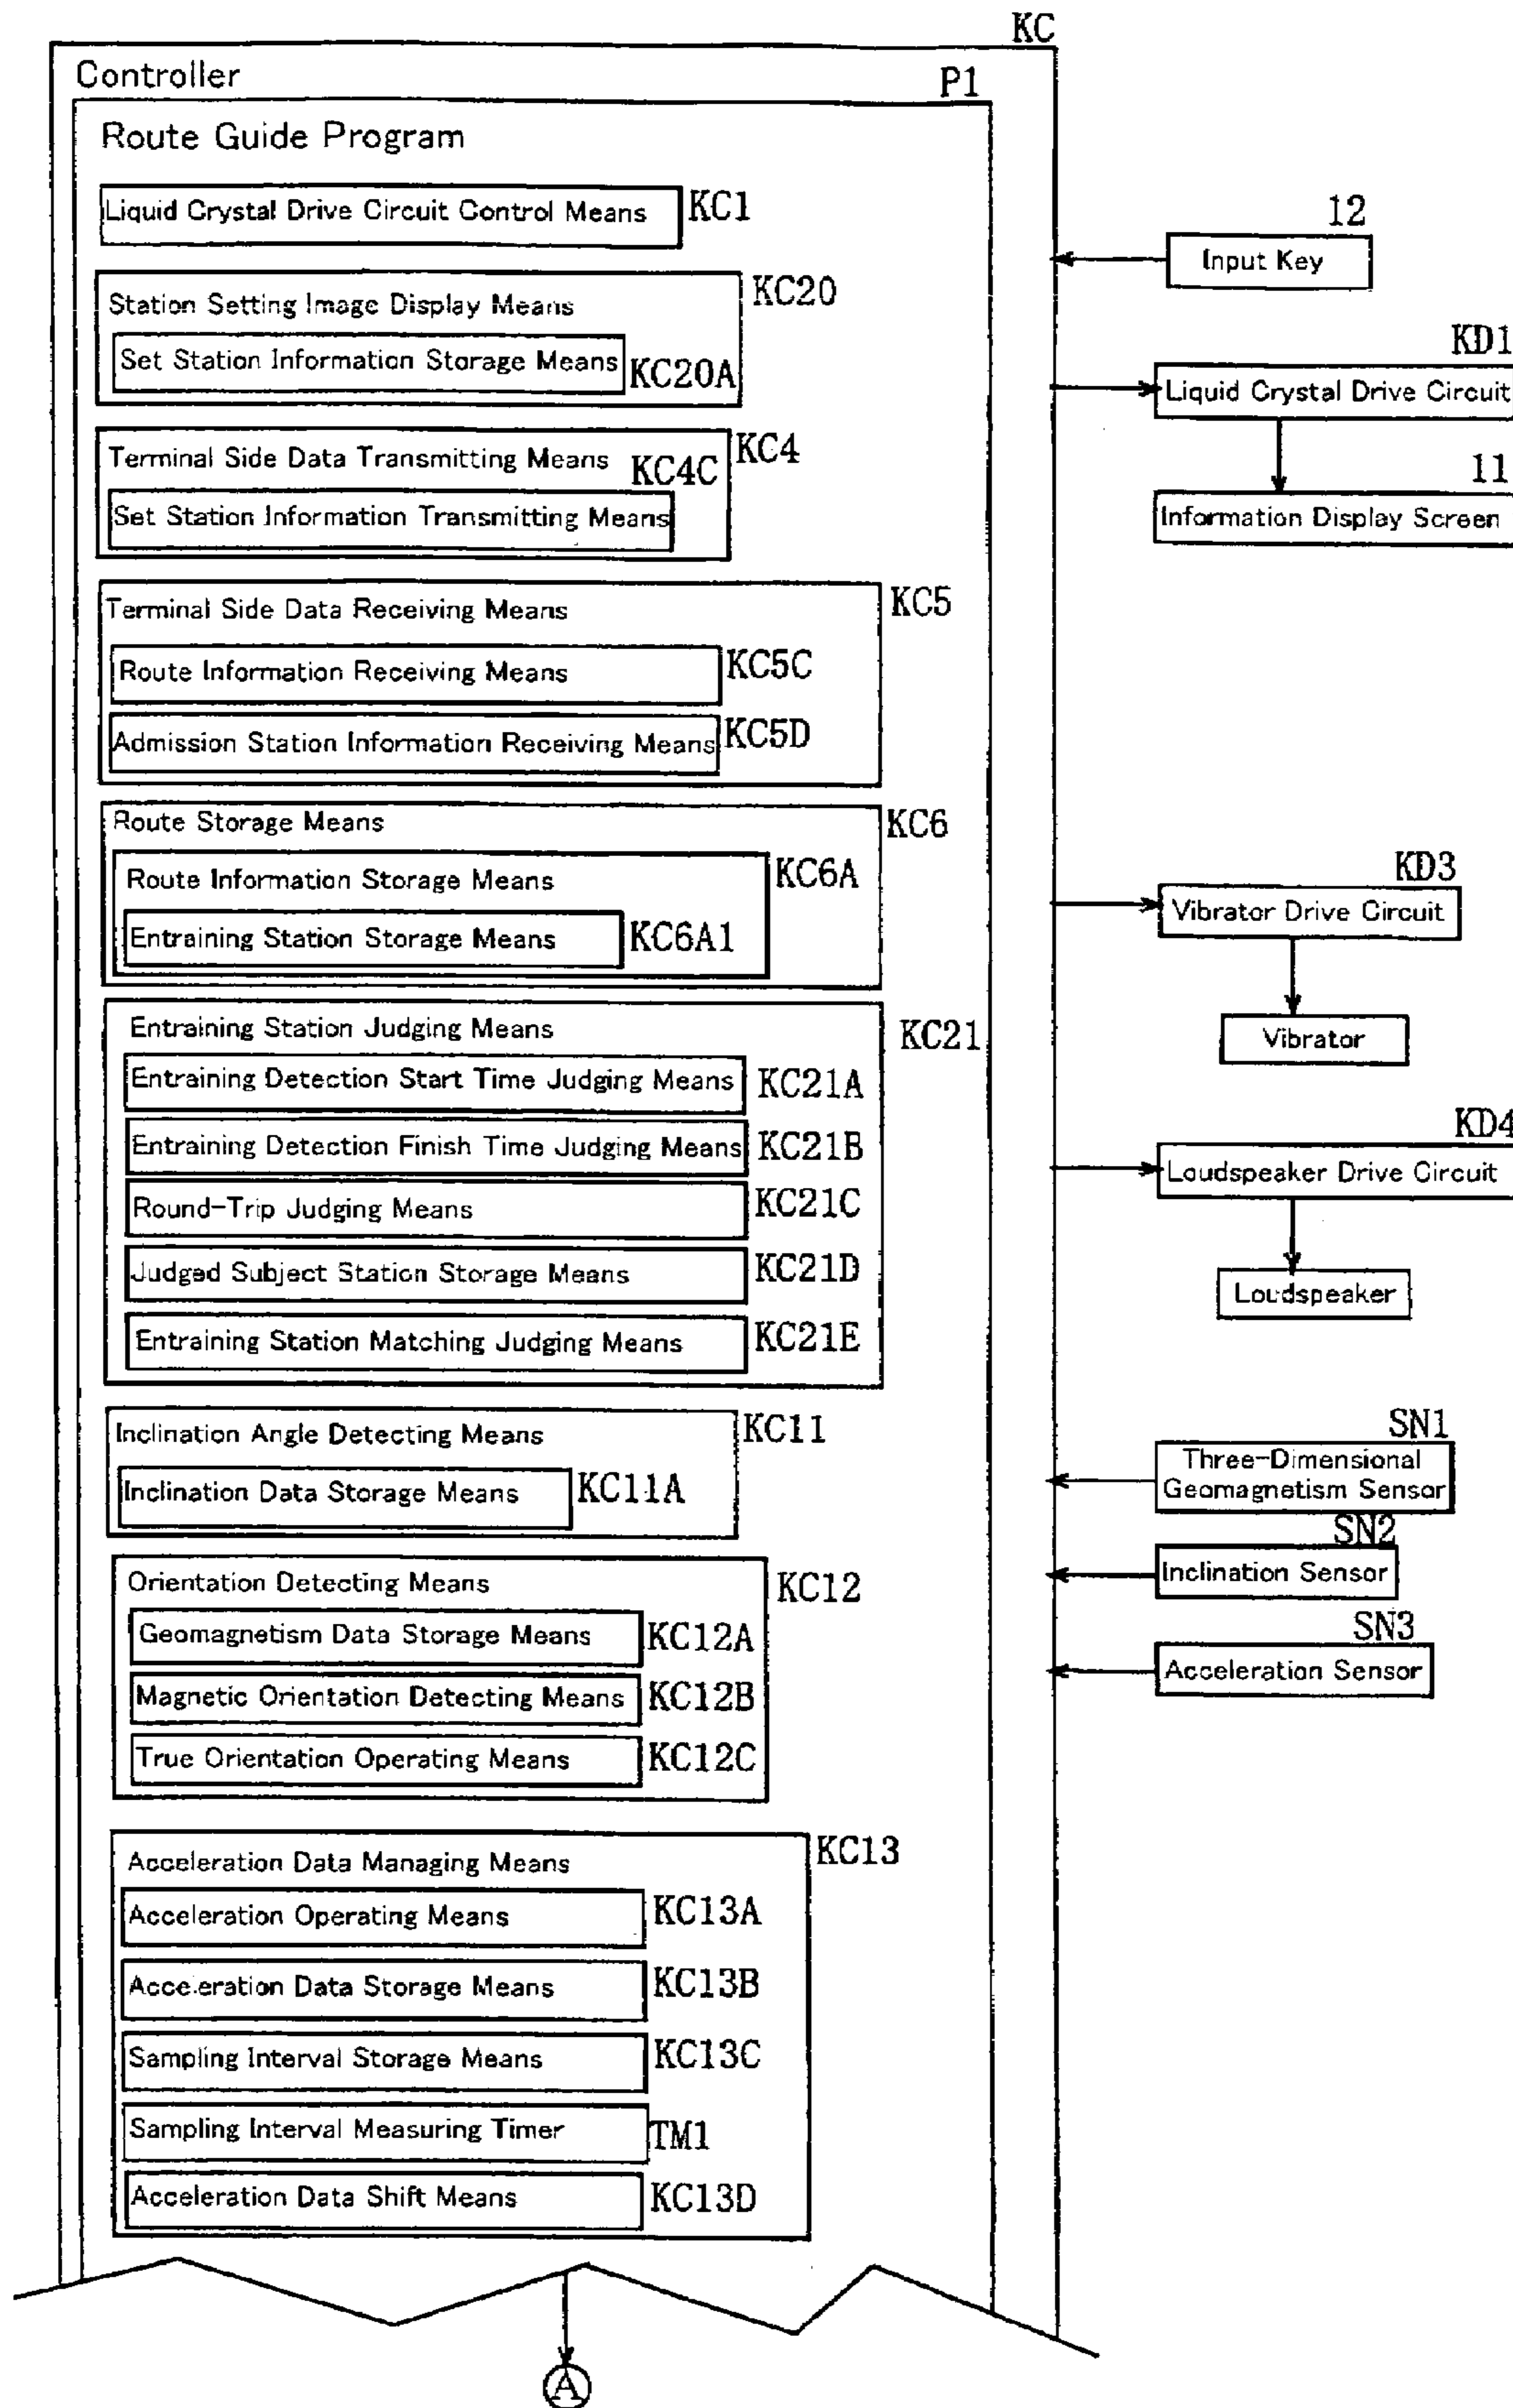 KC
Controller
P1
Route Guide Program
Liquid Crystal Drive Circuit Control Means KC1
Station Setting Image Display Means KC20
Set Station Information Storage Means KC20A
Terminal Side Data Transmitting Means KC4
KC4C
Set Station Information Transmitting Means
Terminal Side Data Receiving Means KC5
Route Information Receiving Means KC5C
Admission Station Information Receiving Means KC5D
Route Storage Means KC6
Route Information Storage Means KC6A
Entraining Station Storage Means KC6A1
Entraining Station Judging Means KC21
Entraining Detection Start Time Judging Means KC21A
Entraining Detection Finish Time Judging Means KC21B
Round-Trip Judging Means KC21C
Judged Subject Station Storage Means KC21D
Entraining Station Matching Judging Means KC21E
Inclination Angle Detecting Means KC11
Inclination Data Storage Means KC11A
Orientation Detecting Means KC12
Geomagnetism Data Storage Means KC12A
Magnetic Orientation Detecting Means KC12B
True Orientation Operating Means KC12C
Acceleration Data Managing Means KC13
Acceleration Operating Means KC13A
Acceleration Data Storage Means KC13B
Sampling Interval Storage Means KC13C
Sampling Interval Measuring Timer TM1
Acceleration Data Shift Means KC13D
A
12
Input Key
KD1
Liquid Crystal Drive Circuit
11
Information Display Screen
KD3
Vibrator Drive Circuit
Vibrator
KD4
Loudspeaker Drive Circuit
Loudspeaker
SN1
Three-Dimensional
Geomagnetism Sensor
SN2
Inclination Sensor
SN3
Acceleration Sensor